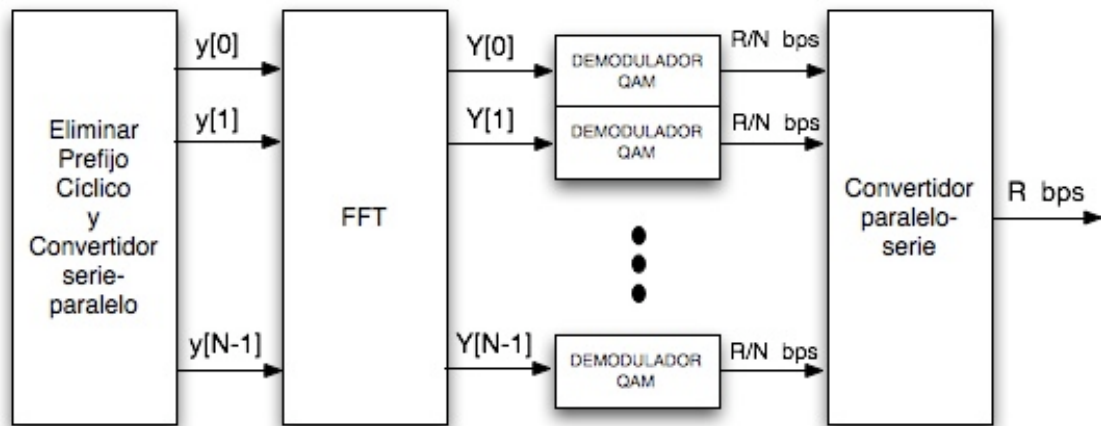 Eliminar
Prefijo
Cíclico
y
Convertidor
serie-
paralelo
y[0]
y[1]
y[N-1]
FFT
Y[0]
Y[1]
Y[N-1]
DEMODULADOR
QAM
DEMODULADOR
QAM
DEMODULADOR
QAM
R/N bps
R/N bps
R/N bps
Convertidor
paralelo-
serie
R bps